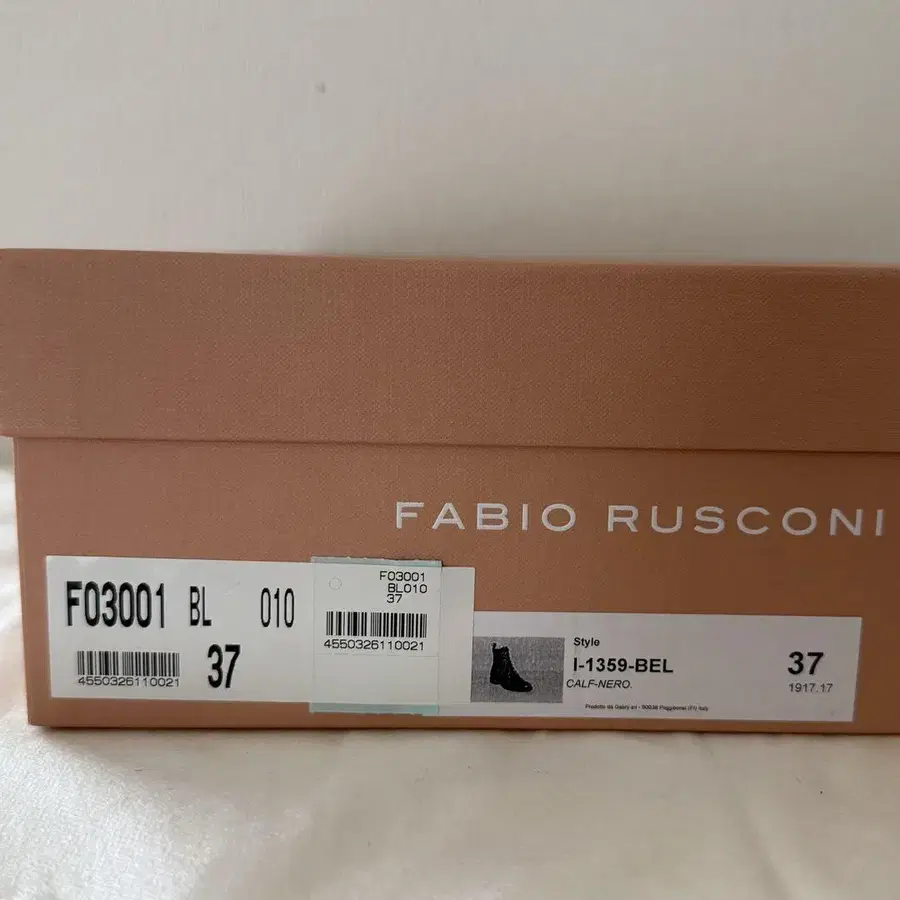 FABIO RUSCONI
F03001 BL 010
4550326110021 37
F03001
BL010
37
4550326110021
Style
I-1359-BEL 37
CALF-NERO. 1917.17